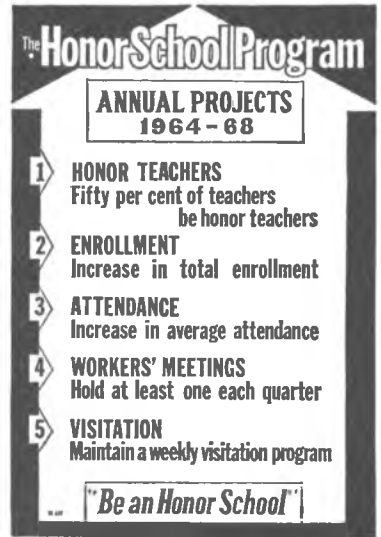 The Honor School Program
ANNUAL PROJECTS
1964-68
1 HONOR TEACHERS
Fifty per cent of teachers
be honor teachers
2 ENROLLMENT
Increase in total enrollment
3 ATTENDANCE
Increase in average attendance
4 WORKERS' MEETINGS
Hold at least one each quarter
5 VISITATION
Maintain a weekly visitation program
"Be an Honor School"